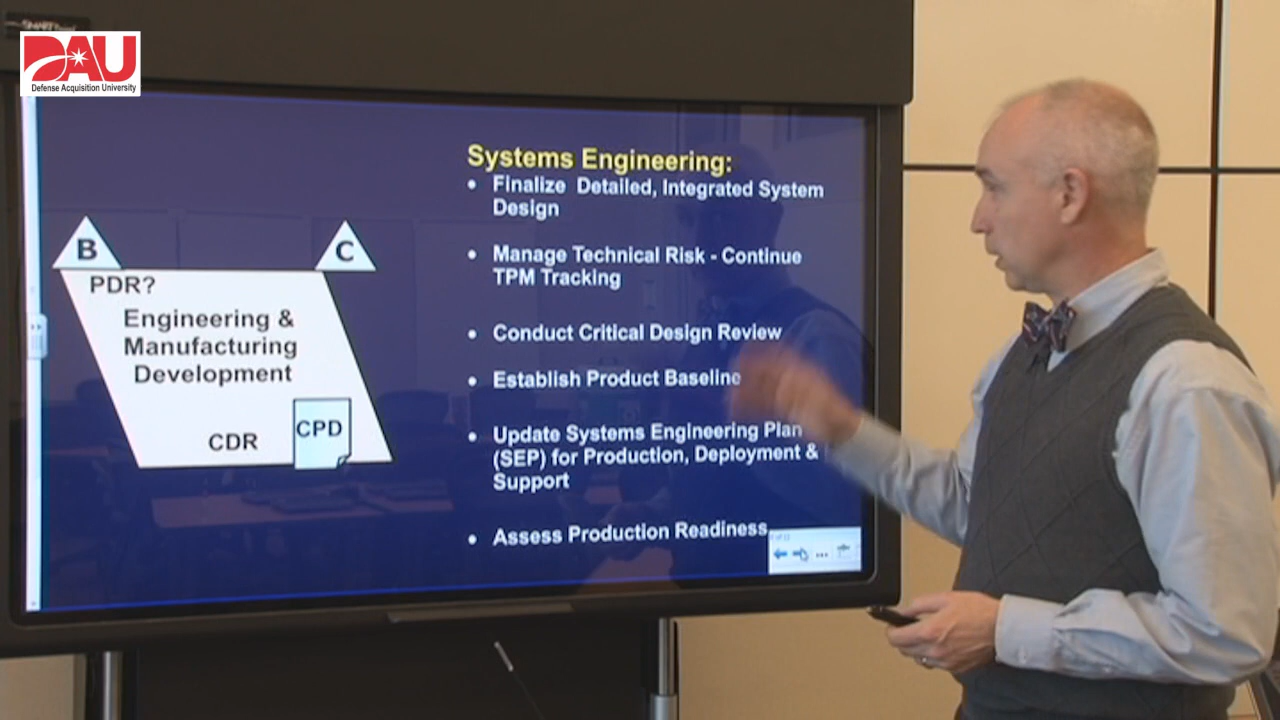 SMART
DAU
Defense Acquisition University
B
C
PDR?
Engineering &
Manufacturing
Development
CDR
CPD
Systems Engineering:
• Finalize Detailed, Integrated System
Design
• Manage Technical Risk - Continue
TPM Tracking
• Conduct Critical Design Review
• Establish Product Baseline
• Update Systems Engineering Plan
(SEP) for Production, Deployment &
Support
• Assess Production Readiness